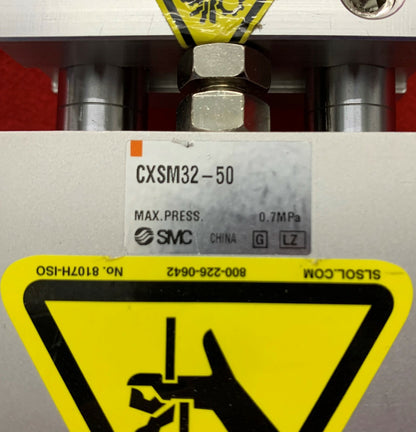 CXSM32-50
MAX.PRESS. 0.7MPa
SMC CHINA G LZ
SLSOL.COM 800-226-0642 No. 8107H-ISO